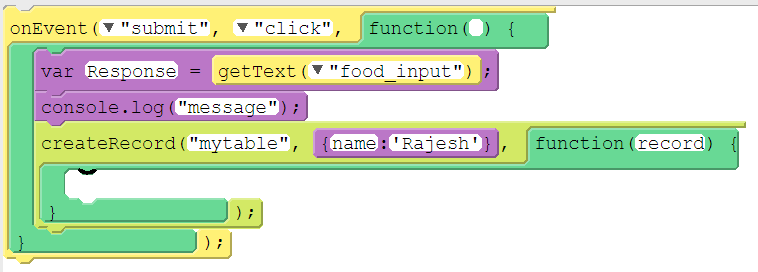 onEvent(▼"submit", ▼"click", function( ) {
var Response = getText(▼"food_input");
console.log("message");
createRecord("mytable", {name:'Rajesh'}, function(record) {
} );
} );